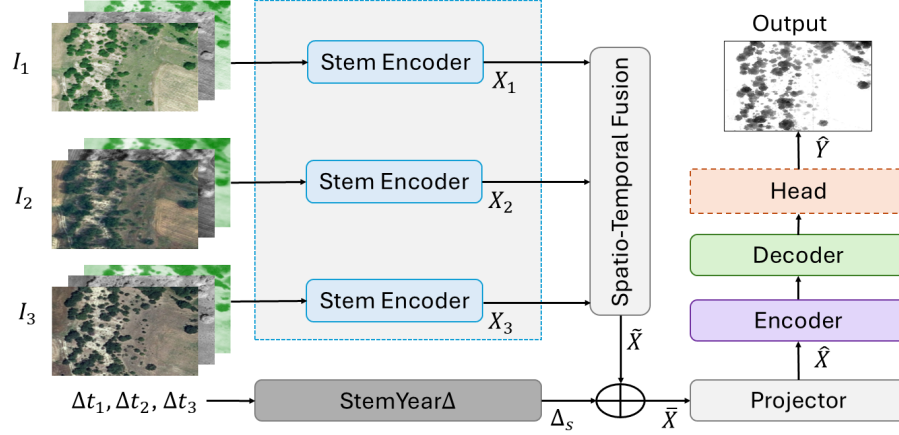 Output
I₁
Stem Encoder
X₁
I₂
Stem Encoder
X₂
I₃
Stem Encoder
X₃
Spatio-Temporal Fusion
X̃
Δt₁, Δt₂, Δt₃
StemYearΔ
Δₛ
X̄
Projector
X̂
Encoder
Decoder
Head
Ŷ